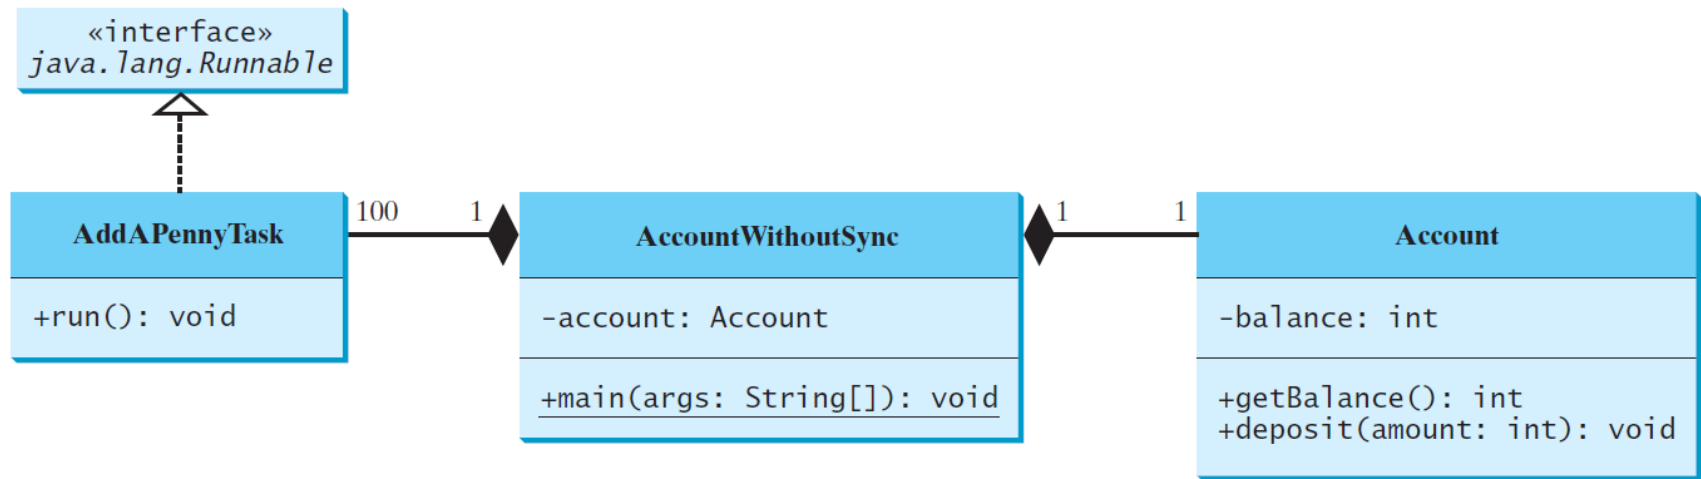 «interface»
java.lang.Runnable
AddAPennyTask
+run(): void
100
1
AccountWithoutSync
-account: Account
+main(args: String[]): void
1
1
Account
-balance: int
+getBalance(): int
+deposit(amount: int): void